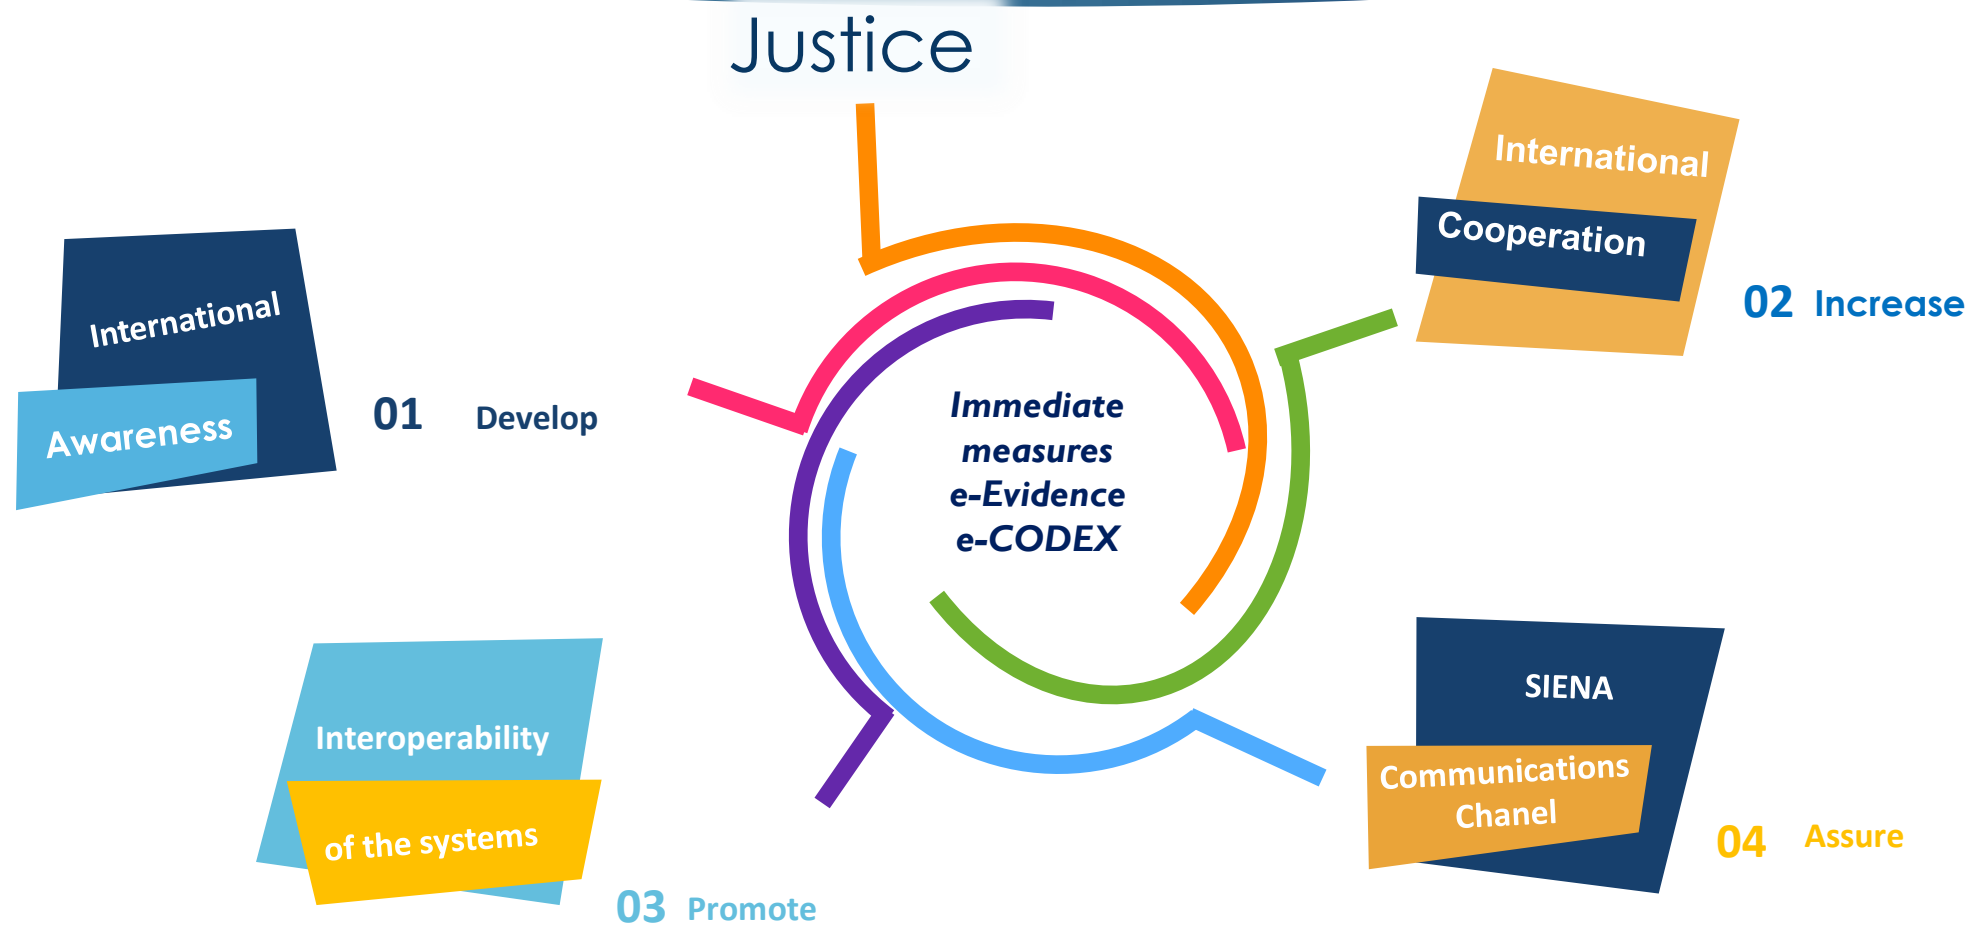 Justice
International
Awareness
01 Develop
International
Cooperation
02 Increase
Immediate
measures
e-Evidence
e-CODEX
Interoperability
of the systems
03 Promote
SIENA
Communications
Chanel
04 Assure